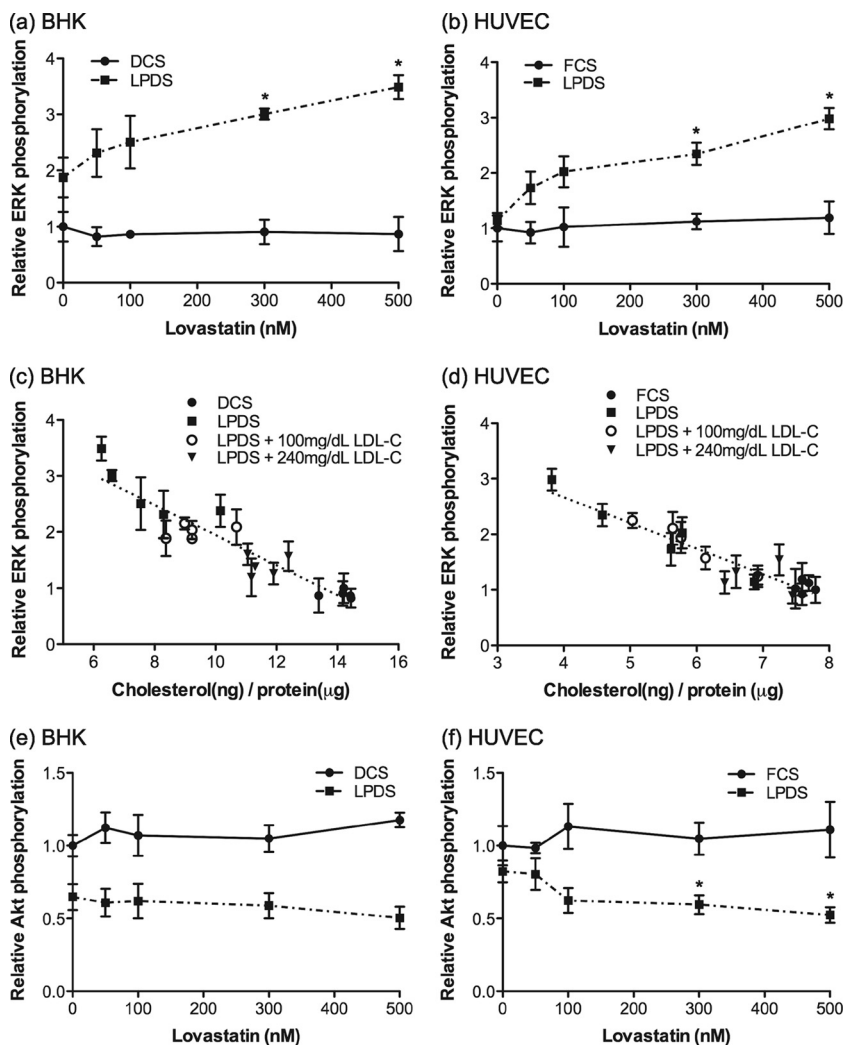 (a) BHK
DCS
LPDS
Relative ERK phosphorylation
4
3
2
1
0
*
*
0 100 200 300 400 500
Lovastatin (nM)
(b) HUVEC
FCS
LPDS
Relative ERK phosphorylation
4
3
2
1
0
*
*
0 100 200 300 400 500
Lovastatin (nM)
(c) BHK
DCS
LPDS
LPDS + 100mg/dL LDL-C
LPDS + 240mg/dL LDL-C
Relative ERK phosphorylation
4
3
2
1
0
6 8 10 12 14 16
Cholesterol(ng) / protein(μg)
(d) HUVEC
FCS
LPDS
LPDS + 100mg/dL LDL-C
LPDS + 240mg/dL LDL-C
Relative ERK phosphorylation
4
3
2
1
0
3 4 5 6 7 8
Cholesterol(ng) / protein (μg)
(e) BHK
DCS
LPDS
Relative Akt phosphorylation
1.5
1.0
0.5
0.0
0 100 200 300 400 500
Lovastatin (nM)
(f) HUVEC
FCS
LPDS
Relative Akt phosphorylation
1.5
1.0
0.5
0.0
*
*
0 100 200 300 400 500
Lovastatin (nM)